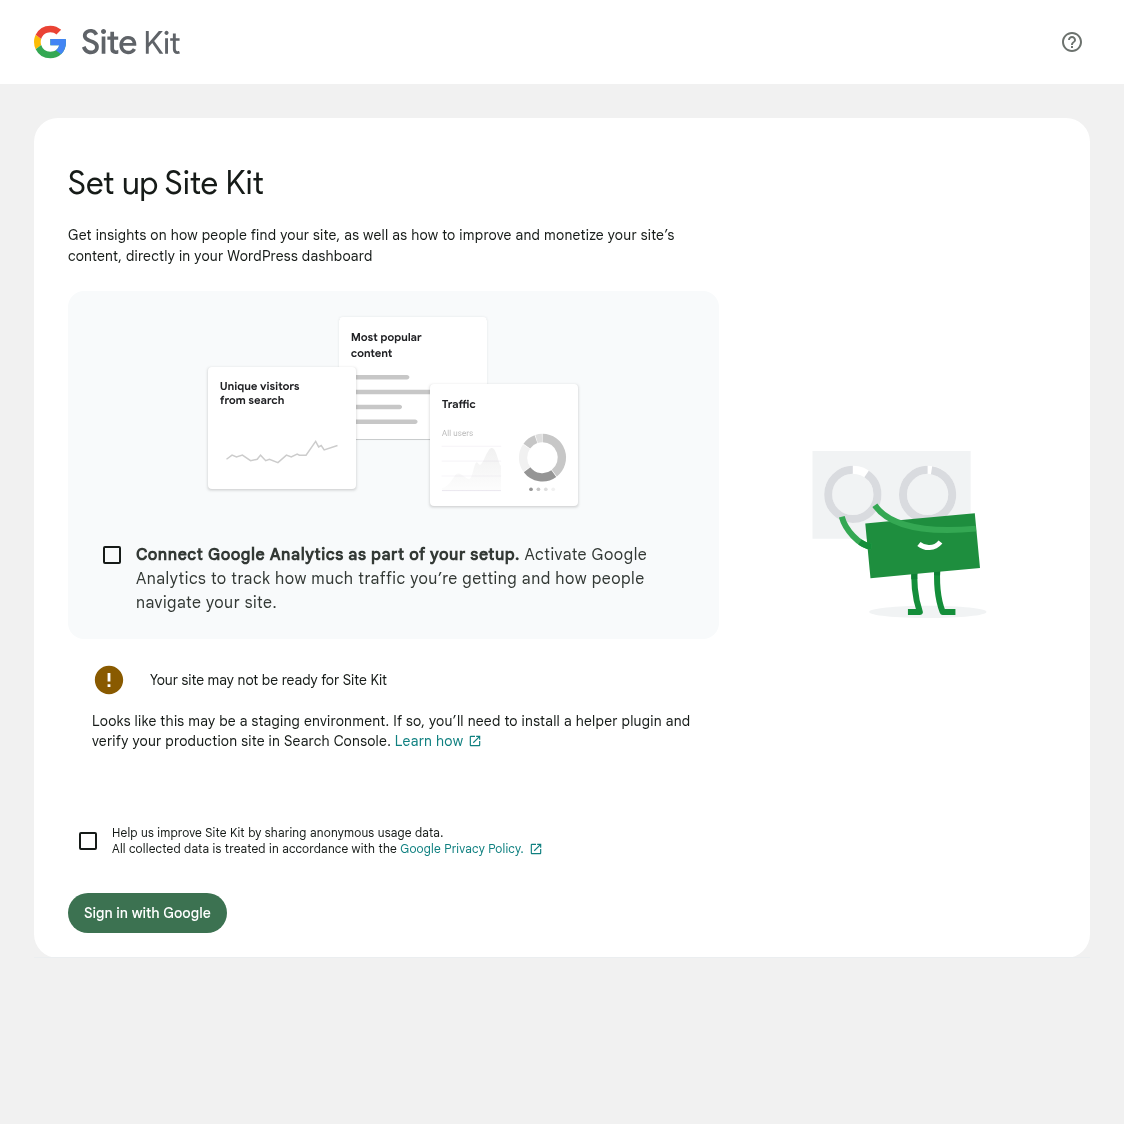 Site Kit
Set up Site Kit
Get insights on how people find your site, as well as how to improve and monetize your site's
content, directly in your WordPress dashboard
Most popular
content
Unique visitors
from search
Traffic
All users
Connect Google Analytics as part of your setup. Activate Google
Analytics to track how much traffic you're getting and how people
navigate your site.
Your site may not be ready for Site Kit
Looks like this may be a staging environment. If so, you'll need to install a helper plugin and
verify your production site in Search Console. Learn how
Help us improve Site Kit by sharing anonymous usage data.
All collected data is treated in accordance with the Google Privacy Policy.
Sign in with Google